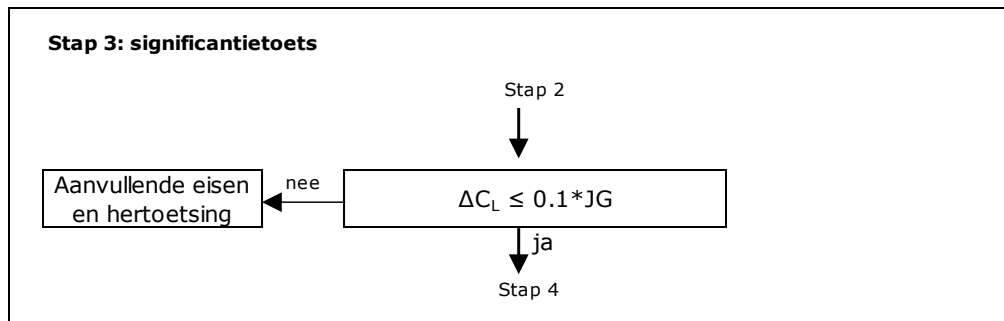 Stap 3: significantietoets
Stap 2
Aanvullende eisen
en hertoetsing
nee
ΔC_L ≤ 0.1*JG
ja
Stap 4